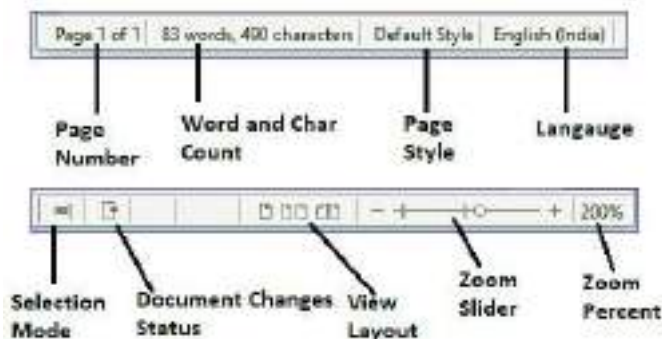 Page 1 of 1 83 words, 490 characters Default Style English (India)
Page Number
Word and Char Count
Page Style
Langauge
200%
Selection Mode
Document Changes Status
View Layout
Zoom Slider
Zoom Percent